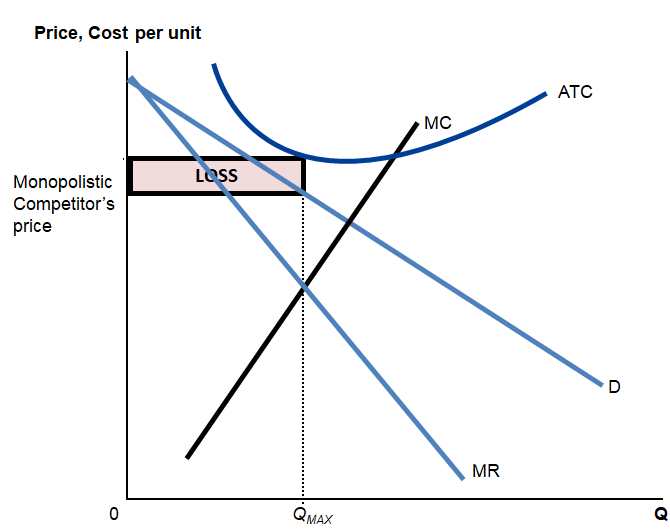 Price, Cost per unit
ATC
MC
LOSS
Monopolistic
Competitor’s
price
D
MR
0
QMAX
Q